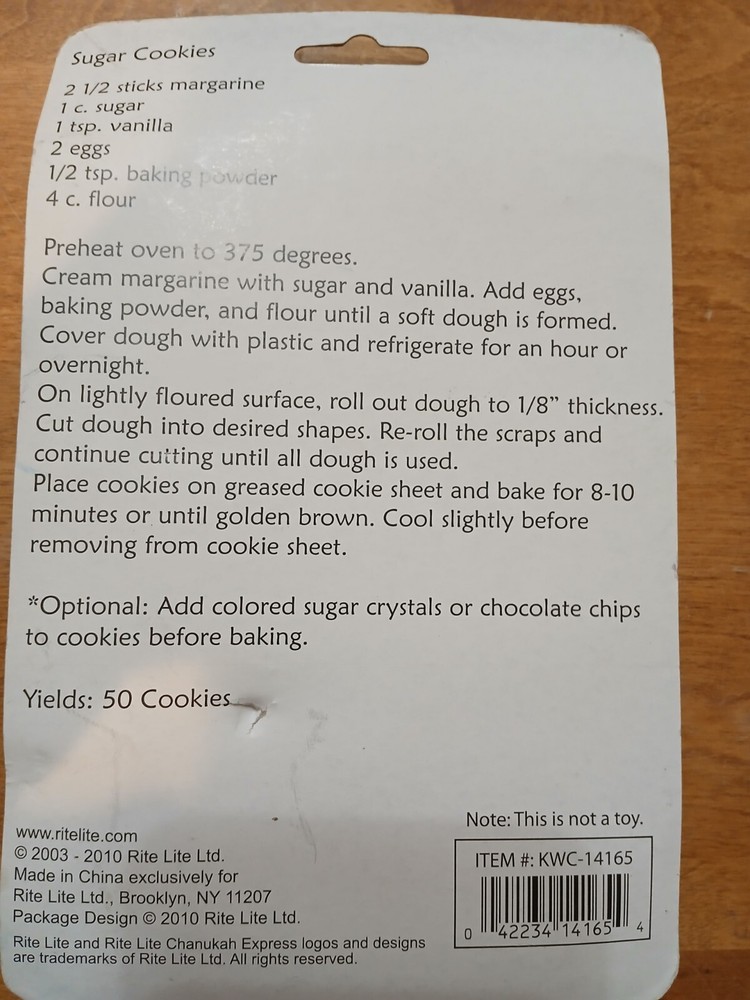 Sugar Cookies
2 1/2 sticks margarine
1 c. sugar
1 tsp. vanilla
2 eggs
1/2 tsp. baking powder
4 c. flour
Preheat oven to 375 degrees.
Cream margarine with sugar and vanilla. Add eggs,
baking powder, and flour until a soft dough is formed.
Cover dough with plastic and refrigerate for an hour or
overnight.
On lightly floured surface, roll out dough to 1/8” thickness.
Cut dough into desired shapes. Re-roll the scraps and
continue cutting until all dough is used.
Place cookies on greased cookie sheet and bake for 8-10
minutes or until golden brown. Cool slightly before
removing from cookie sheet.
*Optional: Add colored sugar crystals or chocolate chips
to cookies before baking.
Yields: 50 Cookies
www.ritelite.com
© 2003 - 2010 Rite Lite Ltd.
Made in China exclusively for
Rite Lite Ltd., Brooklyn, NY 11207
Package Design © 2010 Rite Lite Ltd.
Rite Lite and Rite Lite Chanukah Express logos and designs
are trademarks of Rite Lite Ltd. All rights reserved.
Note: This is not a toy.
ITEM #: KWC-14165
0 42234 14165 4